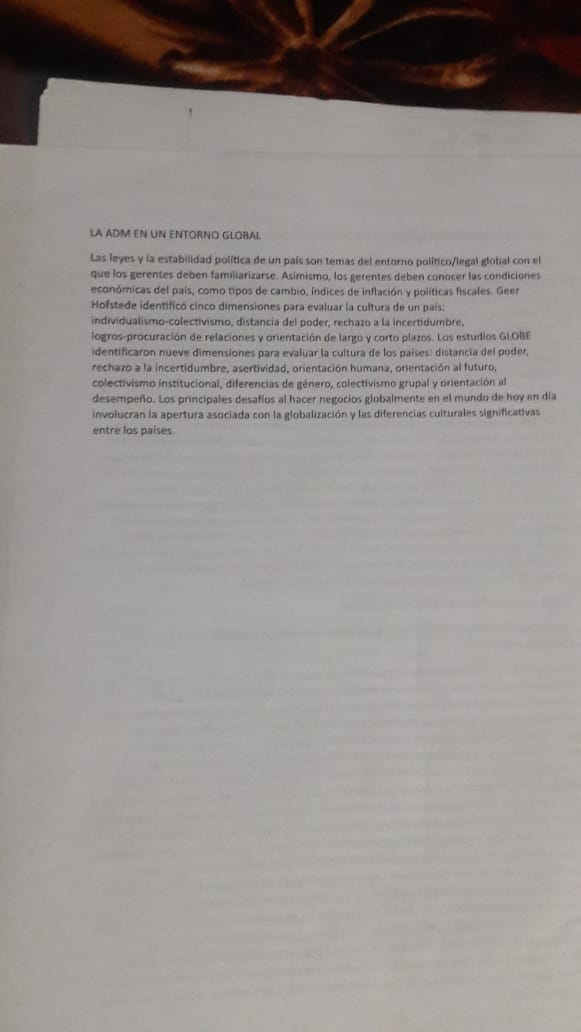 LA ADM EN UN ENTORNO GLOBAL
Las leyes y la estabilidad política de un país son temas del entorno político/legal global con el
que los gerentes deben familiarizarse. Asimismo, los gerentes deben conocer las condiciones
económicas del país, como tipos de cambio, índices de inflación y políticas fiscales. Geer
Hofstede identificó cinco dimensiones para evaluar la cultura de un país:
individualismo-colectivismo, distancia del poder, rechazo a la incertidumbre,
logros-procuración de relaciones y orientación de largo y corto plazos. Los estudios GLOBE
identificaron nueve dimensiones para evaluar la cultura de los países: distancia del poder,
rechazo a la incertidumbre, asertividad, orientación humana, orientación al futuro,
colectivismo institucional, diferencias de género, colectivismo grupal y orientación al
desempeño. Los principales desafíos al hacer negocios globalmente en el mundo de hoy en día
involucran la apertura asociada con la globalización y las diferencias culturales significativas
entre los países.